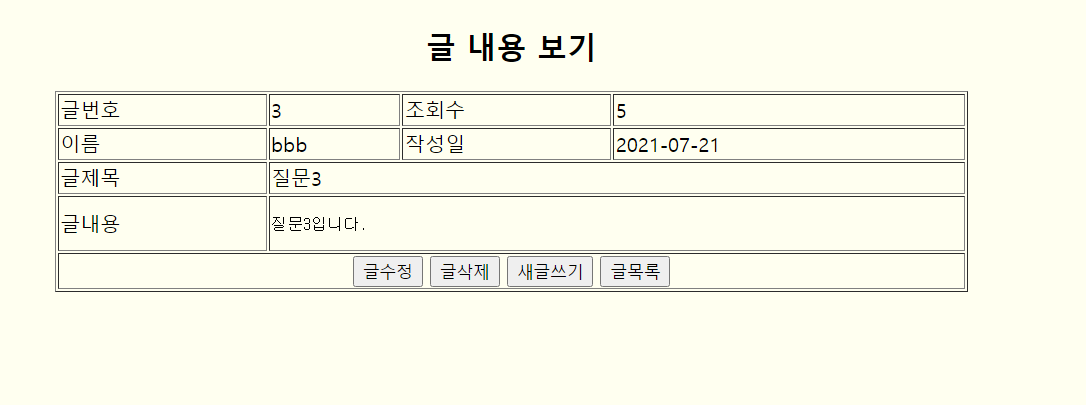 글 내용 보기
글번호 3 조회수 5
이름 bbb 작성일 2021-07-21
글제목 질문3
글내용 질문3입니다.
글수정 글삭제 새글쓰기 글목록